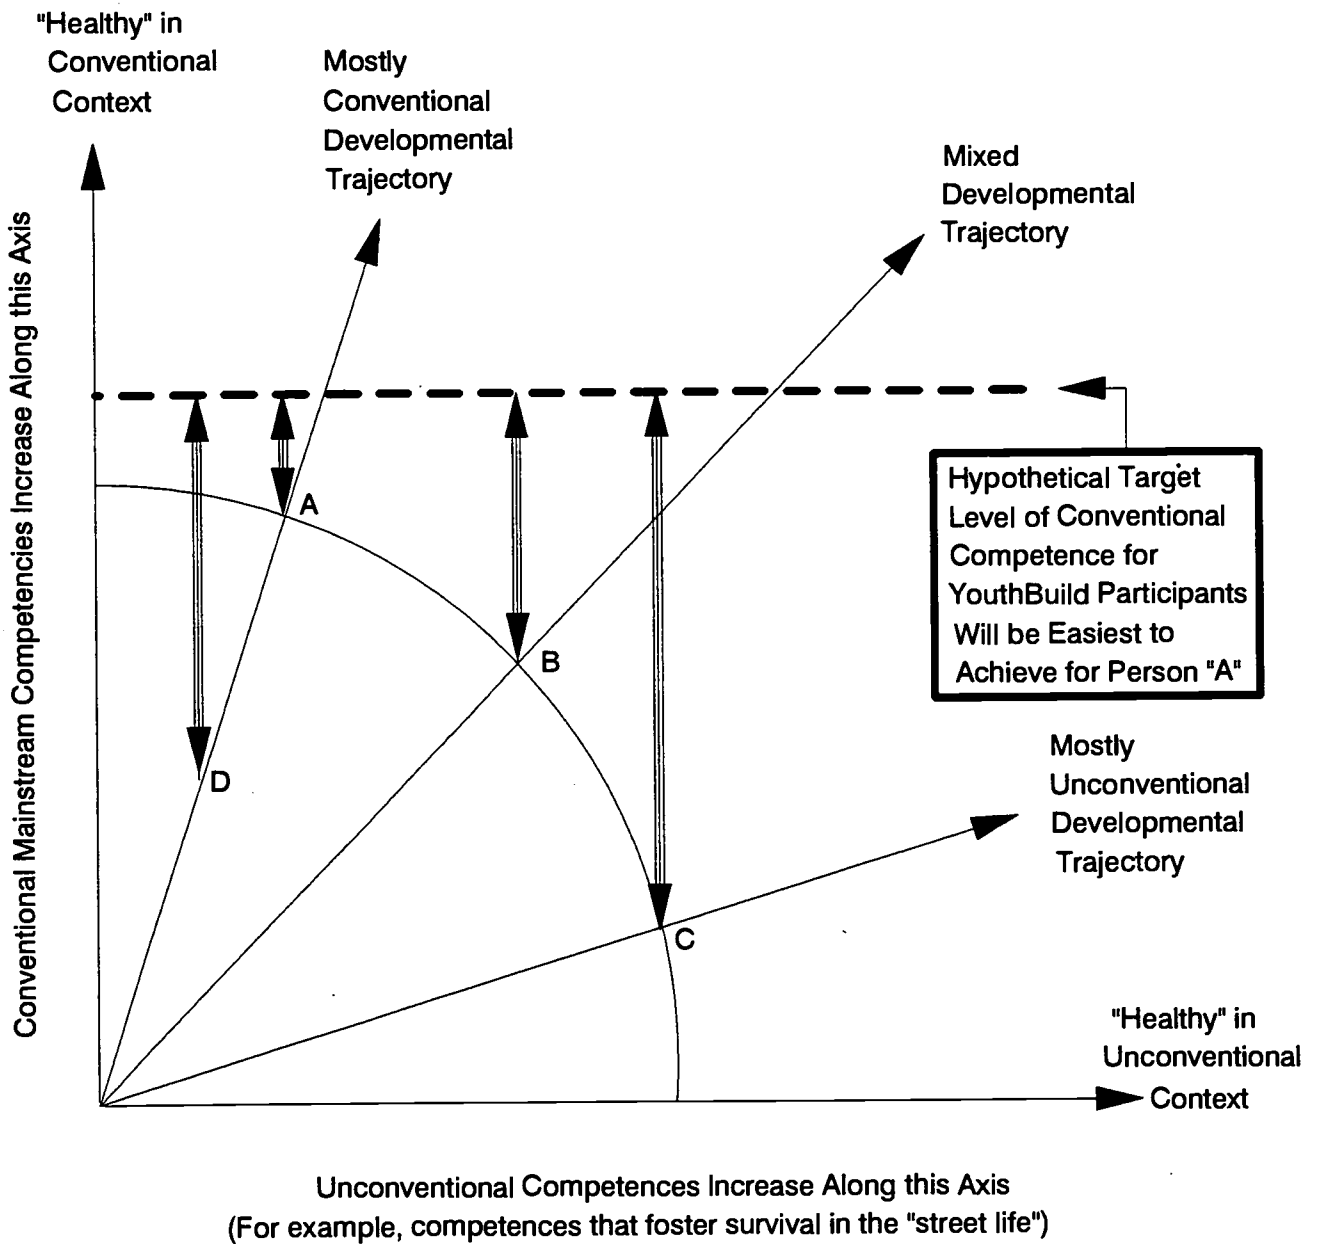 "Healthy" in
Conventional
Context
Mostly
Conventional
Developmental
Trajectory
Mixed
Developmental
Trajectory
Conventional Mainstream Competencies Increase Along this Axis
A
B
C
D
Hypothetical Target
Level of Conventional
Competence for
YouthBuild Participants
Will be Easiest to
Achieve for Person "A"
Mostly
Unconventional
Developmental
Trajectory
"Healthy" in
Unconventional
Context
Unconventional Competences Increase Along this Axis
(For example, competences that foster survival in the "street life")